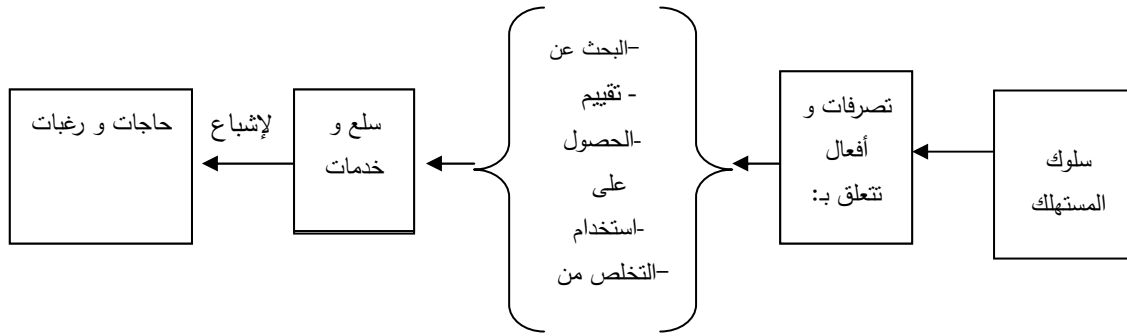 سلوك
المستهلك
تصرفات و
أفعال
تتعلق بـ:
-البحث عن
- تقييم
-الحصول
على
-استخدام
-التخلص من
سلع و
خدمات
لإشباع
حاجات و رغبات